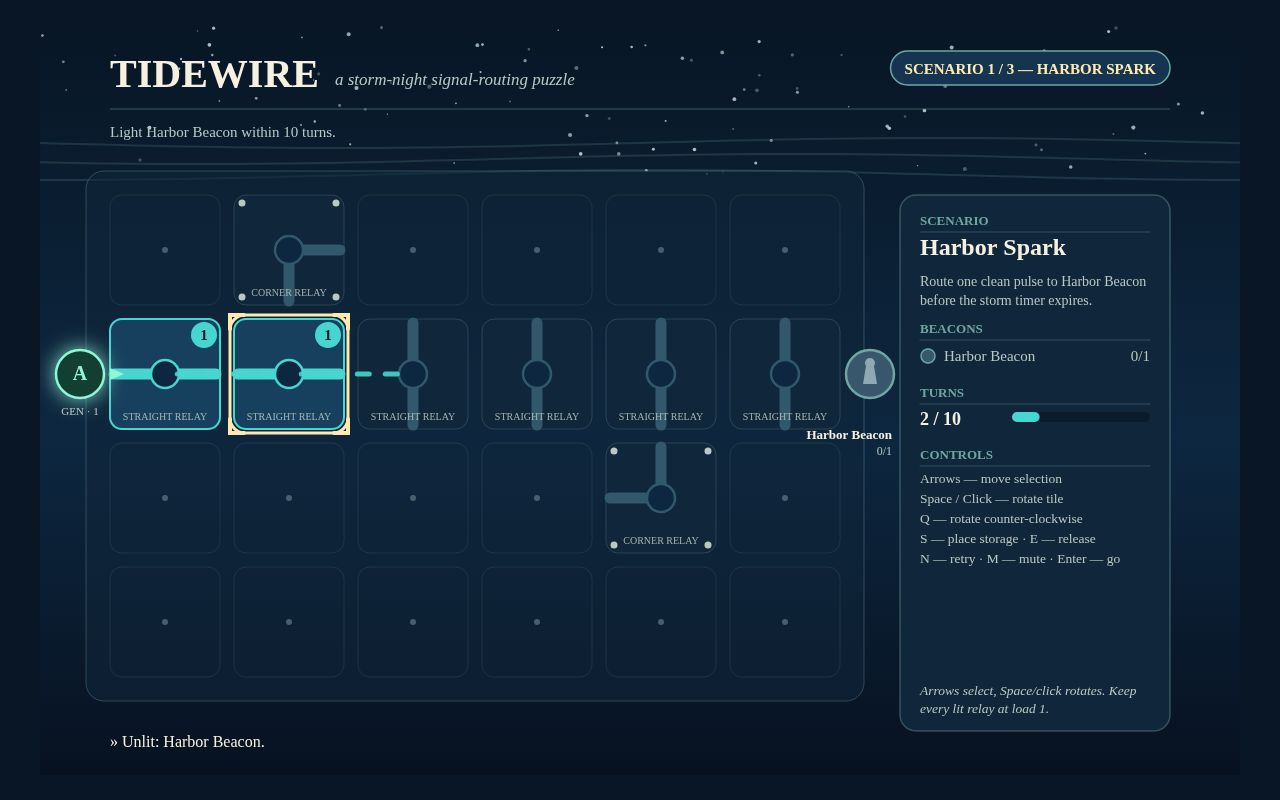 TIDEWIRE a storm-night signal-routing puzzle
SCENARIO 1 / 3 — HARBOR SPARK
Light Harbor Beacon within 10 turns.
CORNER RELAY
A
GEN · 1
1
STRAIGHT RELAY
1
STRAIGHT RELAY
STRAIGHT RELAY
STRAIGHT RELAY
STRAIGHT RELAY
STRAIGHT RELAY
Harbor Beacon
0/1
CORNER RELAY
» Unlit: Harbor Beacon.
SCENARIO
Harbor Spark
Route one clean pulse to Harbor Beacon
before the storm timer expires.
BEACONS
Harbor Beacon 0/1
TURNS
2 / 10
CONTROLS
Arrows — move selection
Space / Click — rotate tile
Q — rotate counter-clockwise
S — place storage · E — release
N — retry · M — mute · Enter — go
Arrows select, Space/click rotates. Keep
every lit relay at load 1.